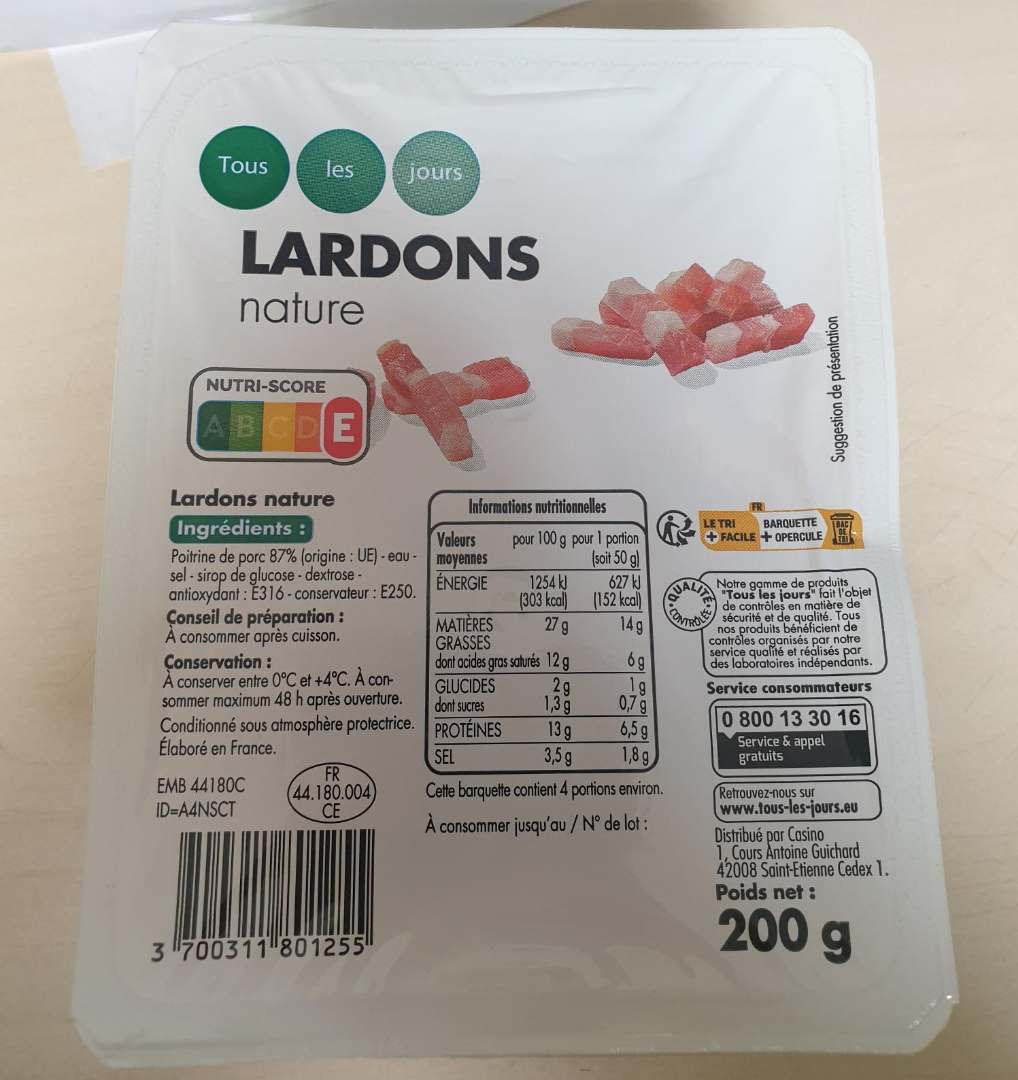 Tous les jours
LARDONS
nature
Suggestion de présentation
NUTRI-SCORE
A B C D E
Lardons nature
Ingrédients :
Poitrine de porc 87% (origine : UE) - eau -
sel - sirop de glucose - dextrose -
antioxydant : E316 - conservateur : E250.
Conseil de préparation :
À consommer après cuisson.
Conservation :
À conserver entre 0°C et +4°C. À con-
sommer maximum 48 h après ouverture.
Conditionné sous atmosphère protectrice.
Élaboré en France.
EMB 44180C
ID=A4NSCT
FR
44.180.004
CE
3 700311 801255
Informations nutritionnelles
Valeurs moyennes pour 100 g pour 1 portion (soit 50 g)
ÉNERGIE 1254 kJ 627 kJ
(303 kcal) (152 kcal)
MATIÈRES GRASSES 27 g 14 g
dont acides gras saturés 12 g 6 g
GLUCIDES 2 g 1 g
dont sucres 1,3 g 0,7 g
PROTÉINES 13 g 6,5 g
SEL 3,5 g 1,8 g
Cette barquette contient 4 portions environ.
À consommer jusqu'au / N° de lot :
FR
LE TRI
+ FACILE
BARQUETTE
+ OPERCULE
BAC
DE
TRI
QUALITÉ CONTRÔLÉE
Notre gamme de produits
"Tous les jours" fait l'objet
de contrôles en matière de
sécurité et de qualité. Tous
nos produits bénéficient de
contrôles organisés par notre
service qualité et réalisés par
des laboratoires indépendants.
Service consommateurs
0 800 13 30 16
Service & appel
gratuits
Retrouvez-nous sur
www.tous-les-jours.eu
Distribué par Casino
1, Cours Antoine Guichard
42008 Saint-Etienne Cedex 1.
Poids net :
200 g